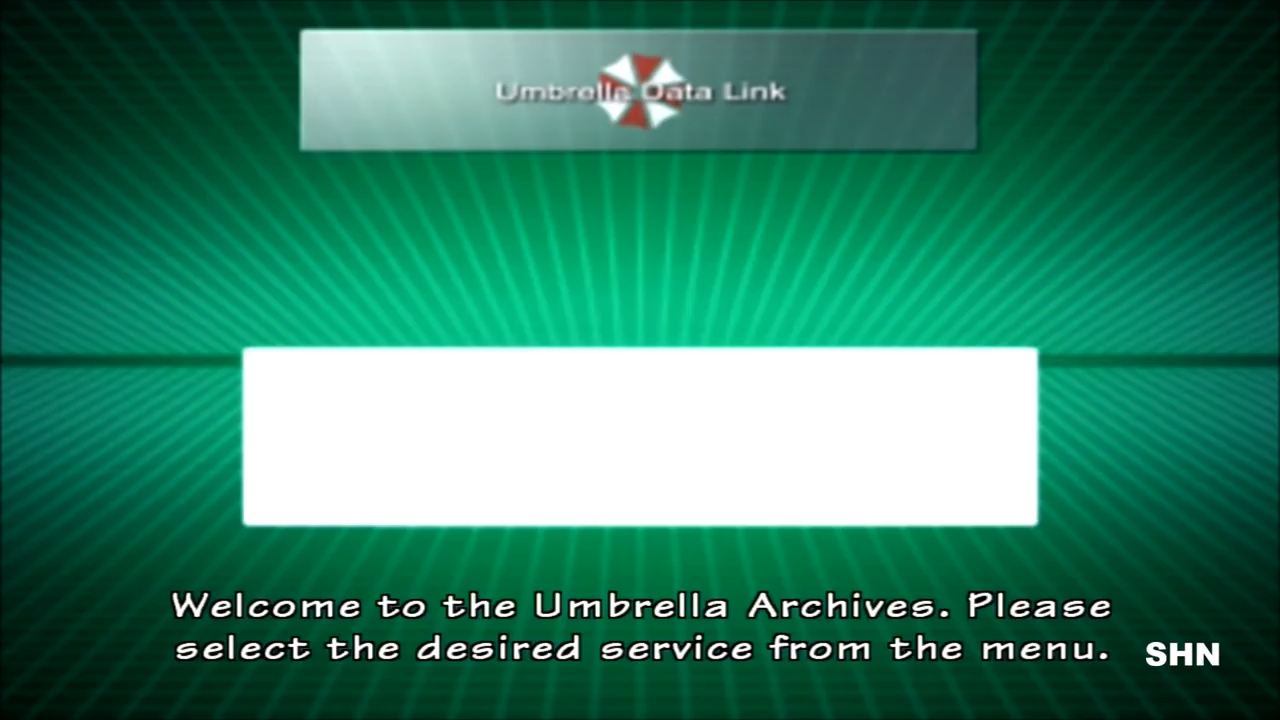 Umbrella Data Link
Welcome to the Umbrella Archives. Please
select the desired service from the menu.
SHN